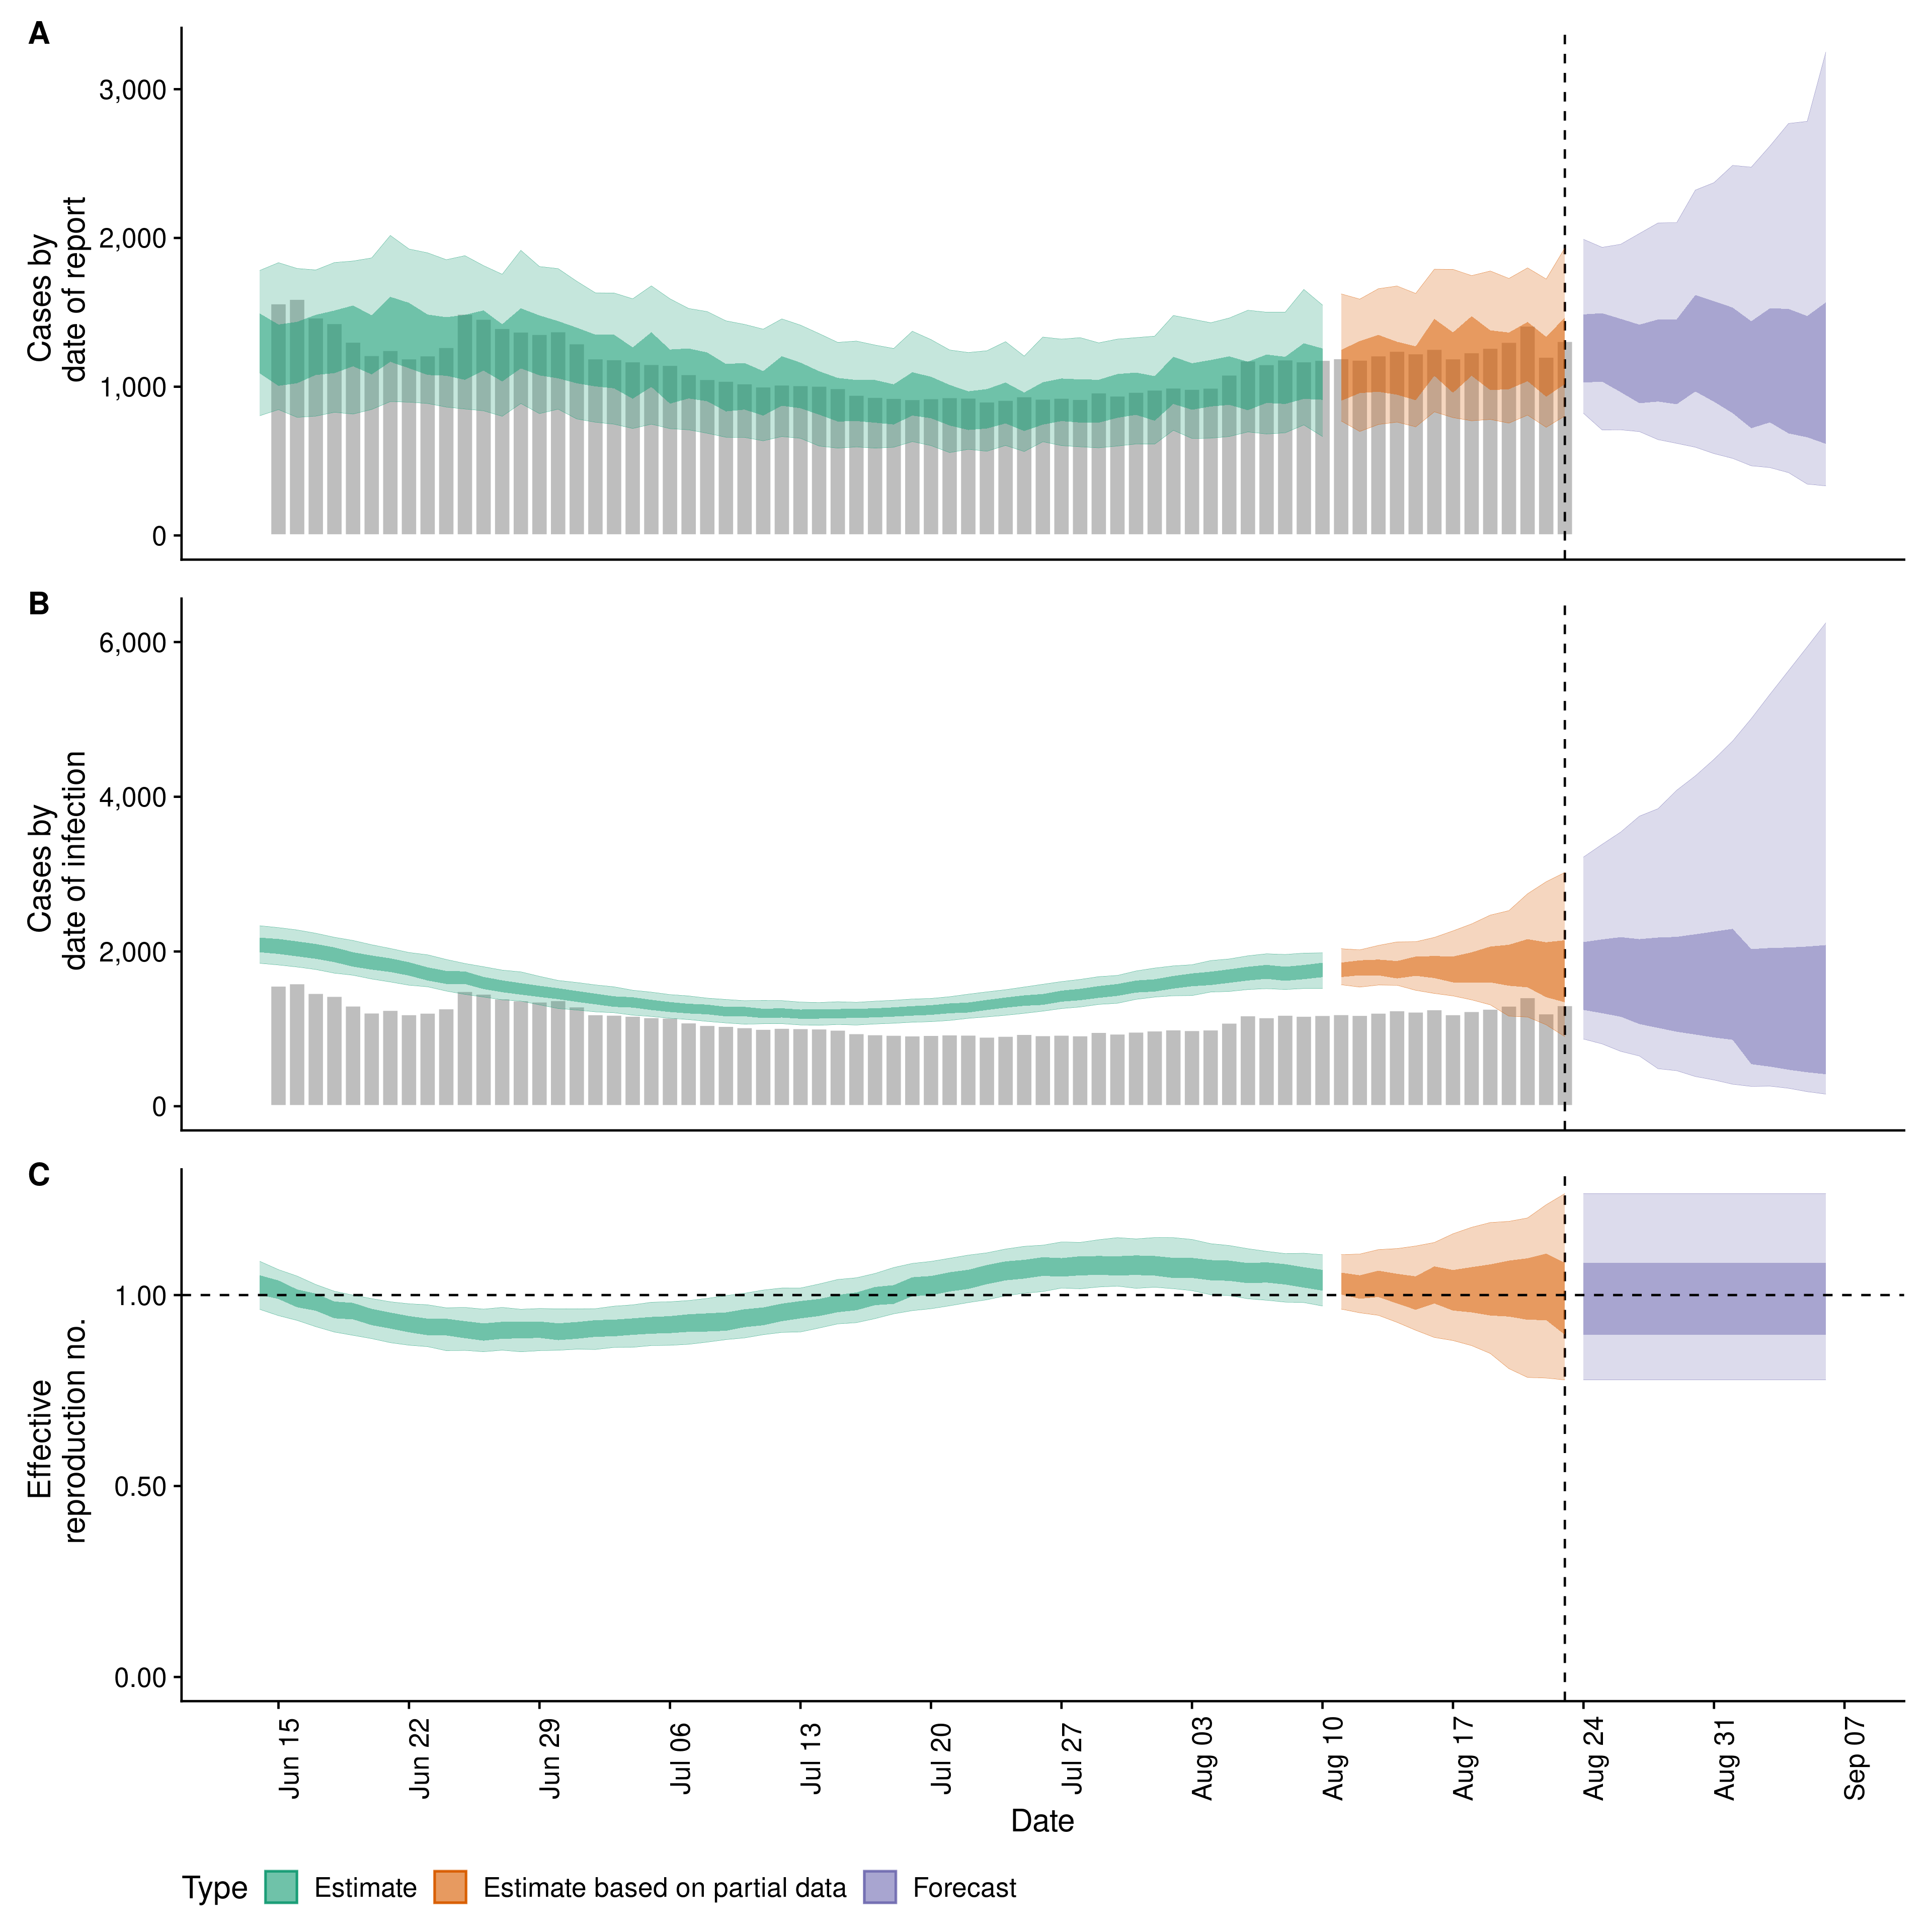 A
3,000
2,000
1,000
0
Cases by
date of report
B
6,000
4,000
2,000
0
Cases by
date of infection
C
1.00
0.50
0.00
Effective
reproduction no.
Jun 15
Jun 22
Jun 29
Jul 06
Jul 13
Jul 20
Jul 27
Aug 03
Aug 10
Aug 17
Aug 24
Aug 31
Sep 07
Date
Type Estimate Estimate based on partial data Forecast